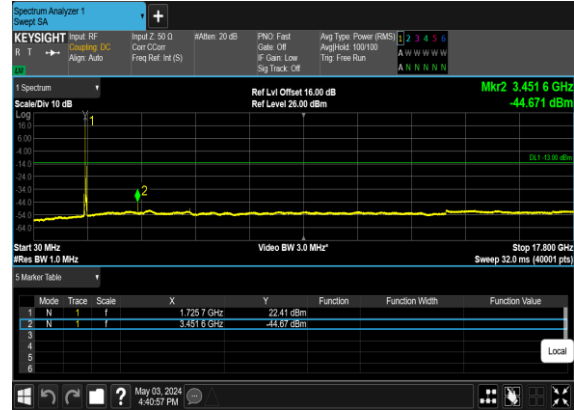 Spectrum Analyzer 1
Swept SA
+
KEYSIGHT Input: RF Input Z: 50 Ω #Atten: 20 dB PNO: Fast Avg Type: Power (RMS) 1 2 3 4 5 6
R T Coupling: DC Corr CCorr Gate: Off Avg|Hold: 100/100 A W W W W W
Align: Auto Freq Ref: Int (S) IF Gain: Low Trig: Free Run
Sig Track: Off A N N N N N
1 Spectrum Ref Lvl Offset 16.00 dB Mkr2 3.451 6 GHz
Scale/Div 10 dB Ref Level 26.00 dBm -44.671 dBm
Log
16.0 1
6.00
-4.00
-14.0 DL1 -13.00 dBm
-24.0
-34.0 2
-44.0
-54.0
-64.0
Start 30 MHz Video BW 3.0 MHz* Stop 17.800 GHz
#Res BW 1.0 MHz Sweep 32.0 ms (40001 pts)
5 Marker Table
Mode Trace Scale X Y Function Function Width Function Value
1 N 1 f 1.725 7 GHz 22.41 dBm
2 N 1 f 3.451 6 GHz -44.67 dBm
3
4
5
6
Local
? May 03, 2024
4:40:57 PM